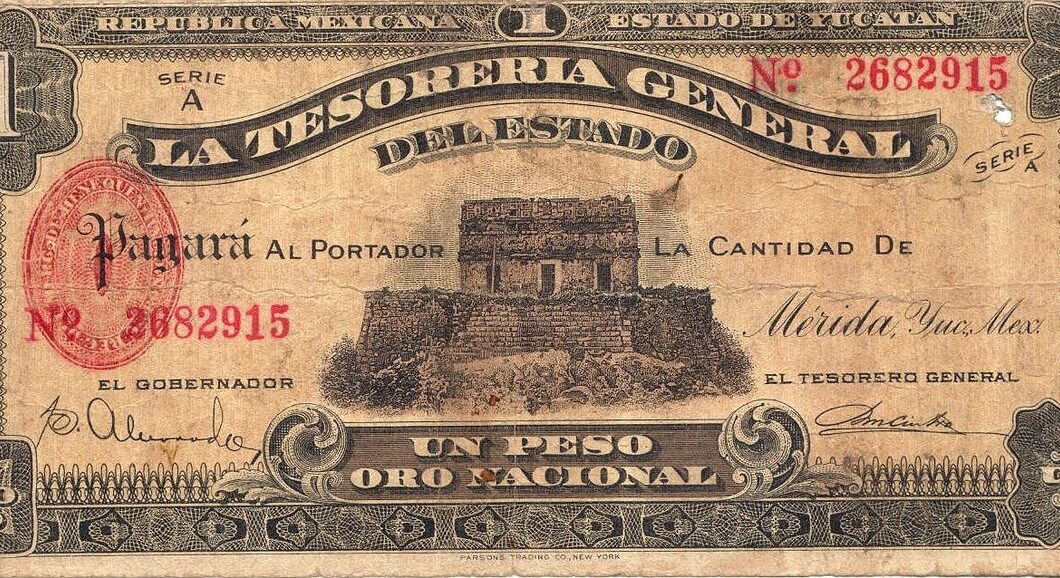 REPUBLICA MEXICANA 1 ESTADO DE YUCATAN
SERIE A
Nº. 2682915
LA TESORERIA GENERAL
DEL ESTADO
SERIE A
Pagará AL PORTADOR LA CANTIDAD DE
Nº. 2682915
Mérida, Yuc, Mex.
EL GOBERNADOR
EL TESORERO GENERAL
UN PESO
ORO NACIONAL
PARSONS TRADING CO., NEW YORK